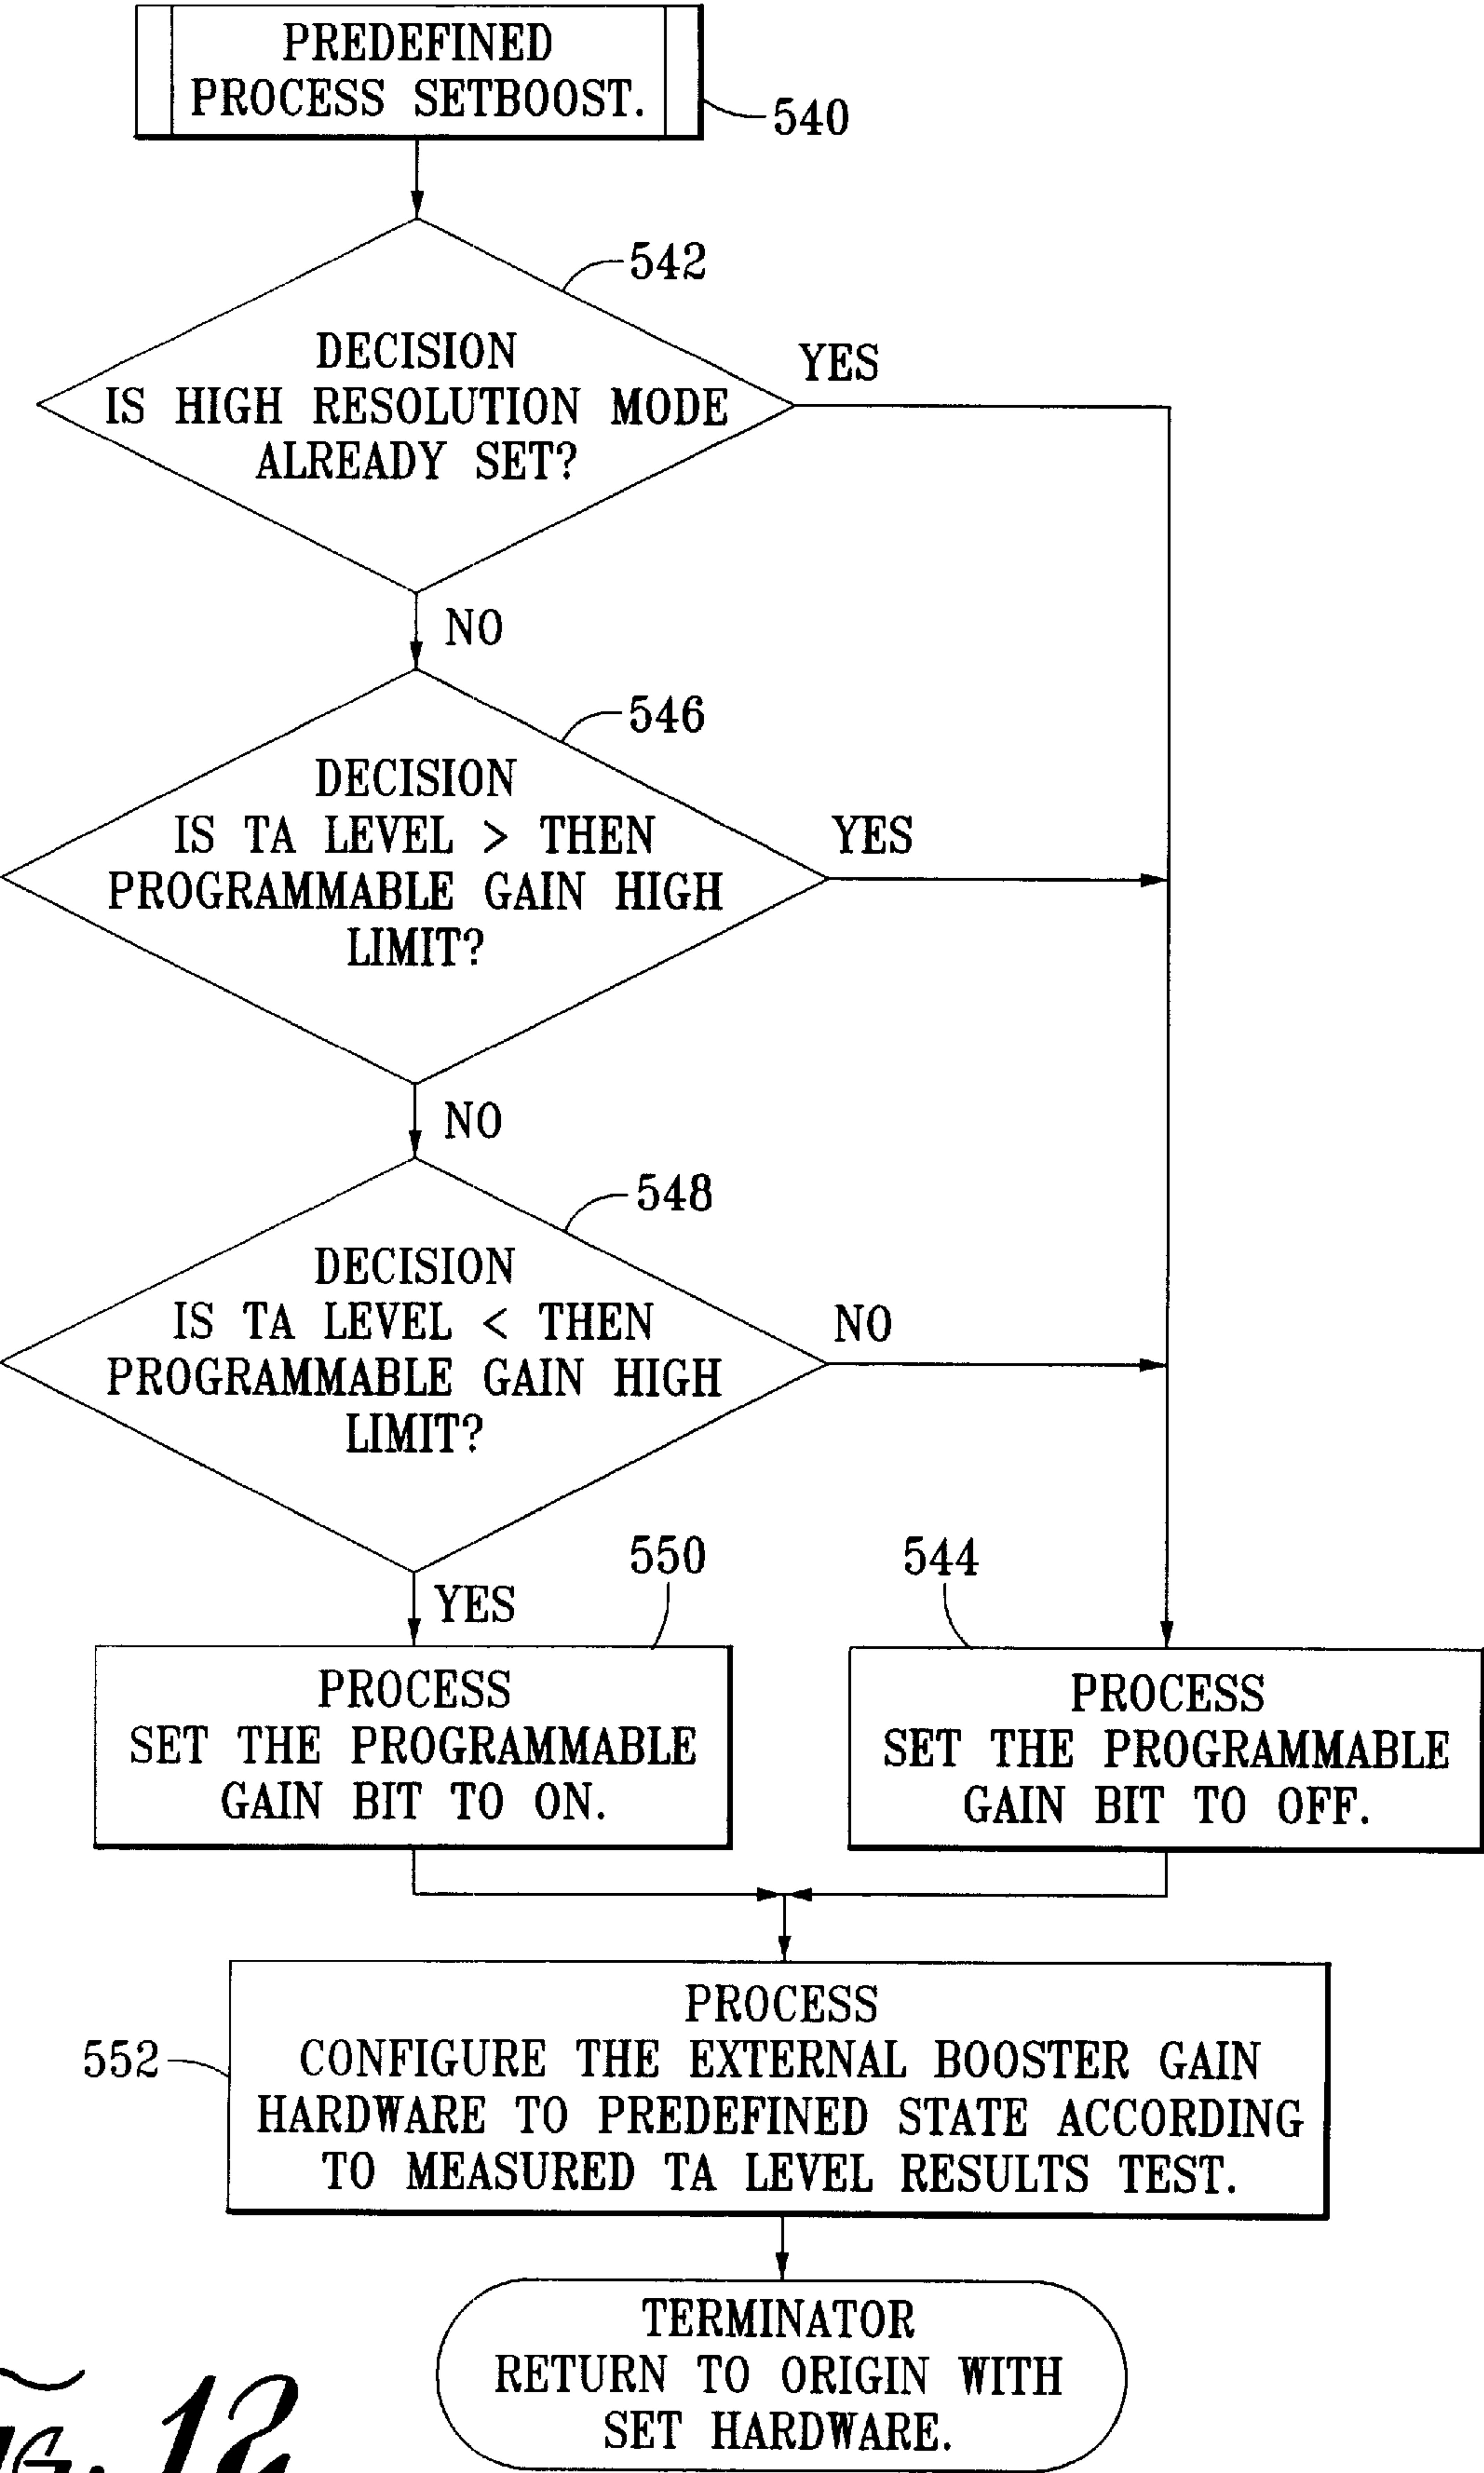 PREDEFINED
PROCESS SETBOOST.
540
542
DECISION
IS HIGH RESOLUTION MODE
ALREADY SET?
YES
NO
546
DECISION
IS TA LEVEL > THEN
PROGRAMMABLE GAIN HIGH
LIMIT?
YES
NO
548
DECISION
IS TA LEVEL < THEN
PROGRAMMABLE GAIN HIGH
LIMIT?
NO
YES
550
544
PROCESS
SET THE PROGRAMMABLE
GAIN BIT TO ON.
PROCESS
SET THE PROGRAMMABLE
GAIN BIT TO OFF.
552
PROCESS
CONFIGURE THE EXTERNAL BOOSTER GAIN
HARDWARE TO PREDEFINED STATE ACCORDING
TO MEASURED TA LEVEL RESULTS TEST.
TERMINATOR
RETURN TO ORIGIN WITH
SET HARDWARE.
12